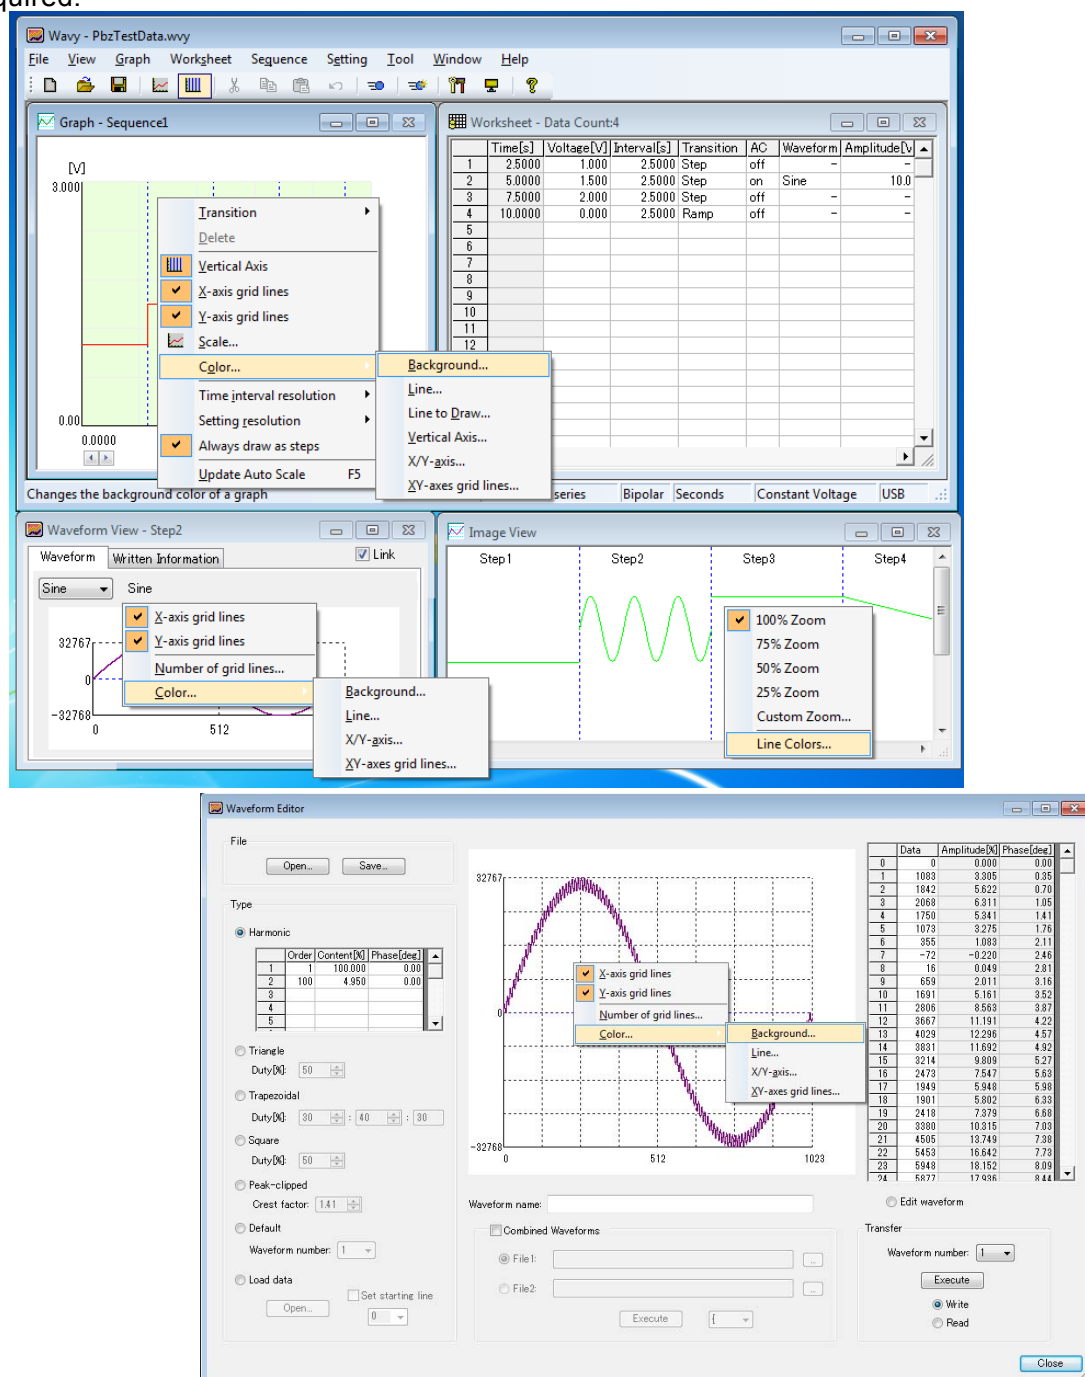 quired.
Wavy - PbzTestData.wvy
File View Graph Worksheet Sequence Setting Tool Window Help
Graph - Sequence1
[V]
3.000
0.00
0.0000
Transition
Delete
Vertical Axis
X-axis grid lines
Y-axis grid lines
Scale...
Color...
Time interval resolution
Setting resolution
Always draw as steps
Update Auto Scale F5
Background...
Line...
Line to Draw...
Vertical Axis...
X/Y-axis...
XY-axes grid lines...
Worksheet - Data Count:4
Time[s] Voltage[V] Interval[s] Transition AC Waveform Amplitude[V
1 2.5000 1.000 2.5000 Step off - -
2 5.0000 1.500 2.5000 Step on Sine 10.0
3 7.5000 2.000 2.5000 Step off - -
4 10.0000 0.000 2.5000 Ramp off - -
5
6
7
8
9
10
11
12
Changes the background color of a graph
series Bipolar Seconds Constant Voltage USB
Waveform View - Step2
Waveform Written Information Link
Sine Sine
32767
0
-32768
0 512
X-axis grid lines
Y-axis grid lines
Number of grid lines...
Color...
Background...
Line...
X/Y-axis...
XY-axes grid lines...
Image View
Step1 Step2 Step3 Step4
100% Zoom
75% Zoom
50% Zoom
25% Zoom
Custom Zoom...
Line Colors...
Waveform Editor
File
Open... Save...
Type
Harmonic
Order Content[%] Phase[deg]
1 1 100.000 0.00
2 100 4.950 0.00
3
4
5
Triangle
Duty[%]: 50
Trapezoidal
Duty[%]: 30 : 40 : 30
Square
Duty[%]: 50
Peak-clipped
Crest factor: 1.41
Default
Waveform number: 1
Load data
Set starting line
Open... 0
32767
0
-32768
0 512 1023
X-axis grid lines
Y-axis grid lines
Number of grid lines...
Color...
Background...
Line...
X/Y-axis...
XY-axes grid lines...
Waveform name:
Combined Waveforms
File1: ...
File2: ...
Execute [
Data Amplitude[%] Phase[deg]
0 0 0.000 0.00
1 1083 3.305 0.35
2 1842 5.622 0.70
3 2068 6.311 1.05
4 1750 5.341 1.41
5 1073 3.275 1.76
6 355 1.083 2.11
7 -72 -0.220 2.46
8 16 0.049 2.81
9 659 2.011 3.16
10 1691 5.161 3.52
11 2806 8.563 3.87
12 3667 11.191 4.22
13 4029 12.296 4.57
14 3831 11.692 4.92
15 3214 9.809 5.27
16 2473 7.547 5.63
17 1949 5.948 5.98
18 1901 5.802 6.33
19 2418 7.379 6.68
20 3380 10.315 7.03
21 4505 13.749 7.38
22 5453 16.642 7.73
23 5948 18.152 8.09
24 5877 17.936 8.44
Edit waveform
Transfer
Waveform number: 1
Execute
Write
Read
Close